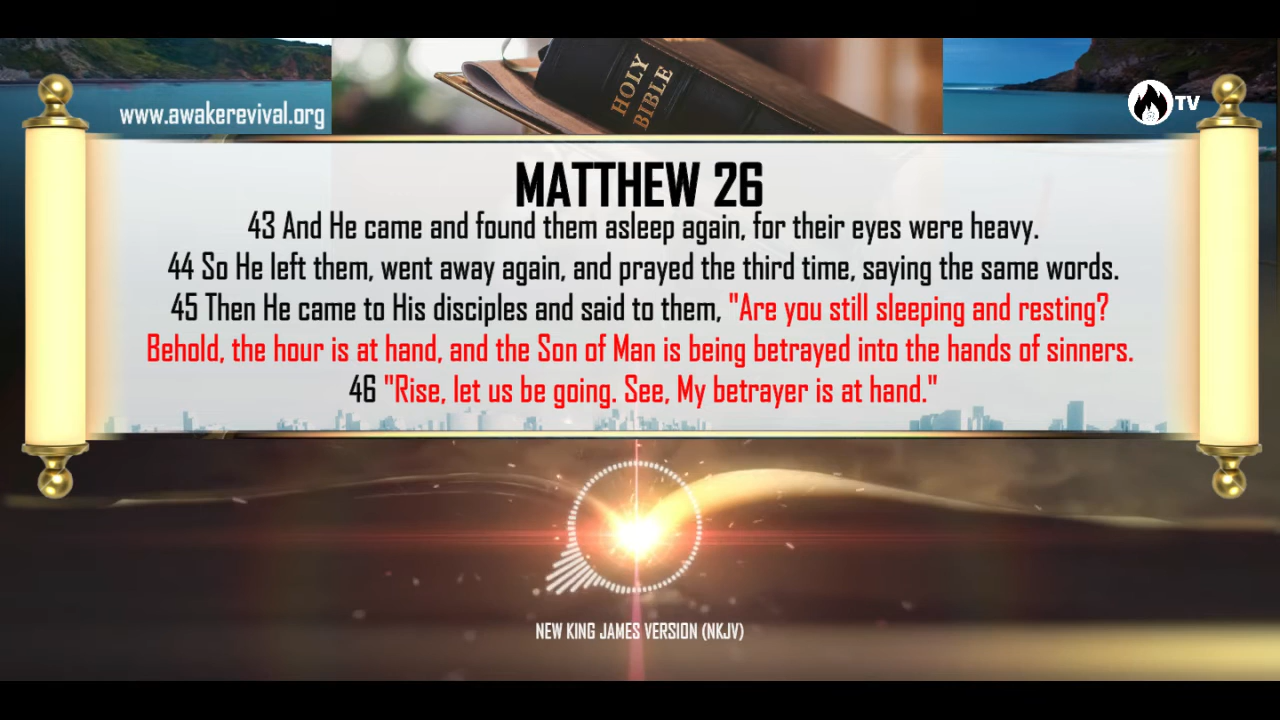 HOLY
BIBLE
www.awakerevival.org
TV
MATTHEW 26
43 And He came and found them asleep again, for their eyes were heavy.
44 So He left them, went away again, and prayed the third time, saying the same words.
45 Then He came to His disciples and said to them, "Are you still sleeping and resting?
Behold, the hour is at hand, and the Son of Man is being betrayed into the hands of sinners.
46 "Rise, let us be going. See, My betrayer is at hand."
NEW KING JAMES VERSION (NKJV)